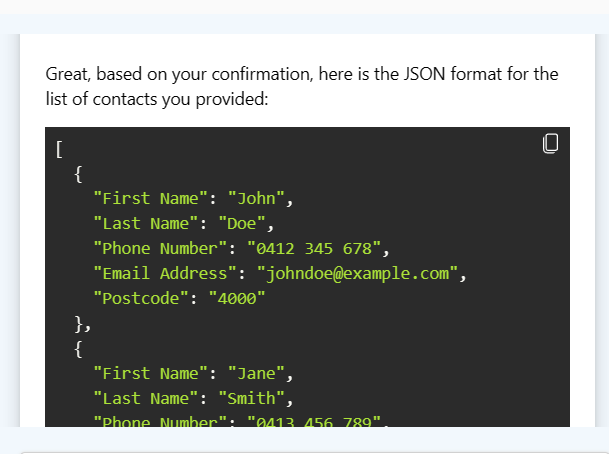 Great, based on your confirmation, here is the JSON format for the
list of contacts you provided:
[
{
"First Name": "John",
"Last Name": "Doe",
"Phone Number": "0412 345 678",
"Email Address": "johndoe@example.com",
"Postcode": "4000"
},
{
"First Name": "Jane",
"Last Name": "Smith",
"Phone Number": "0413 456 789",